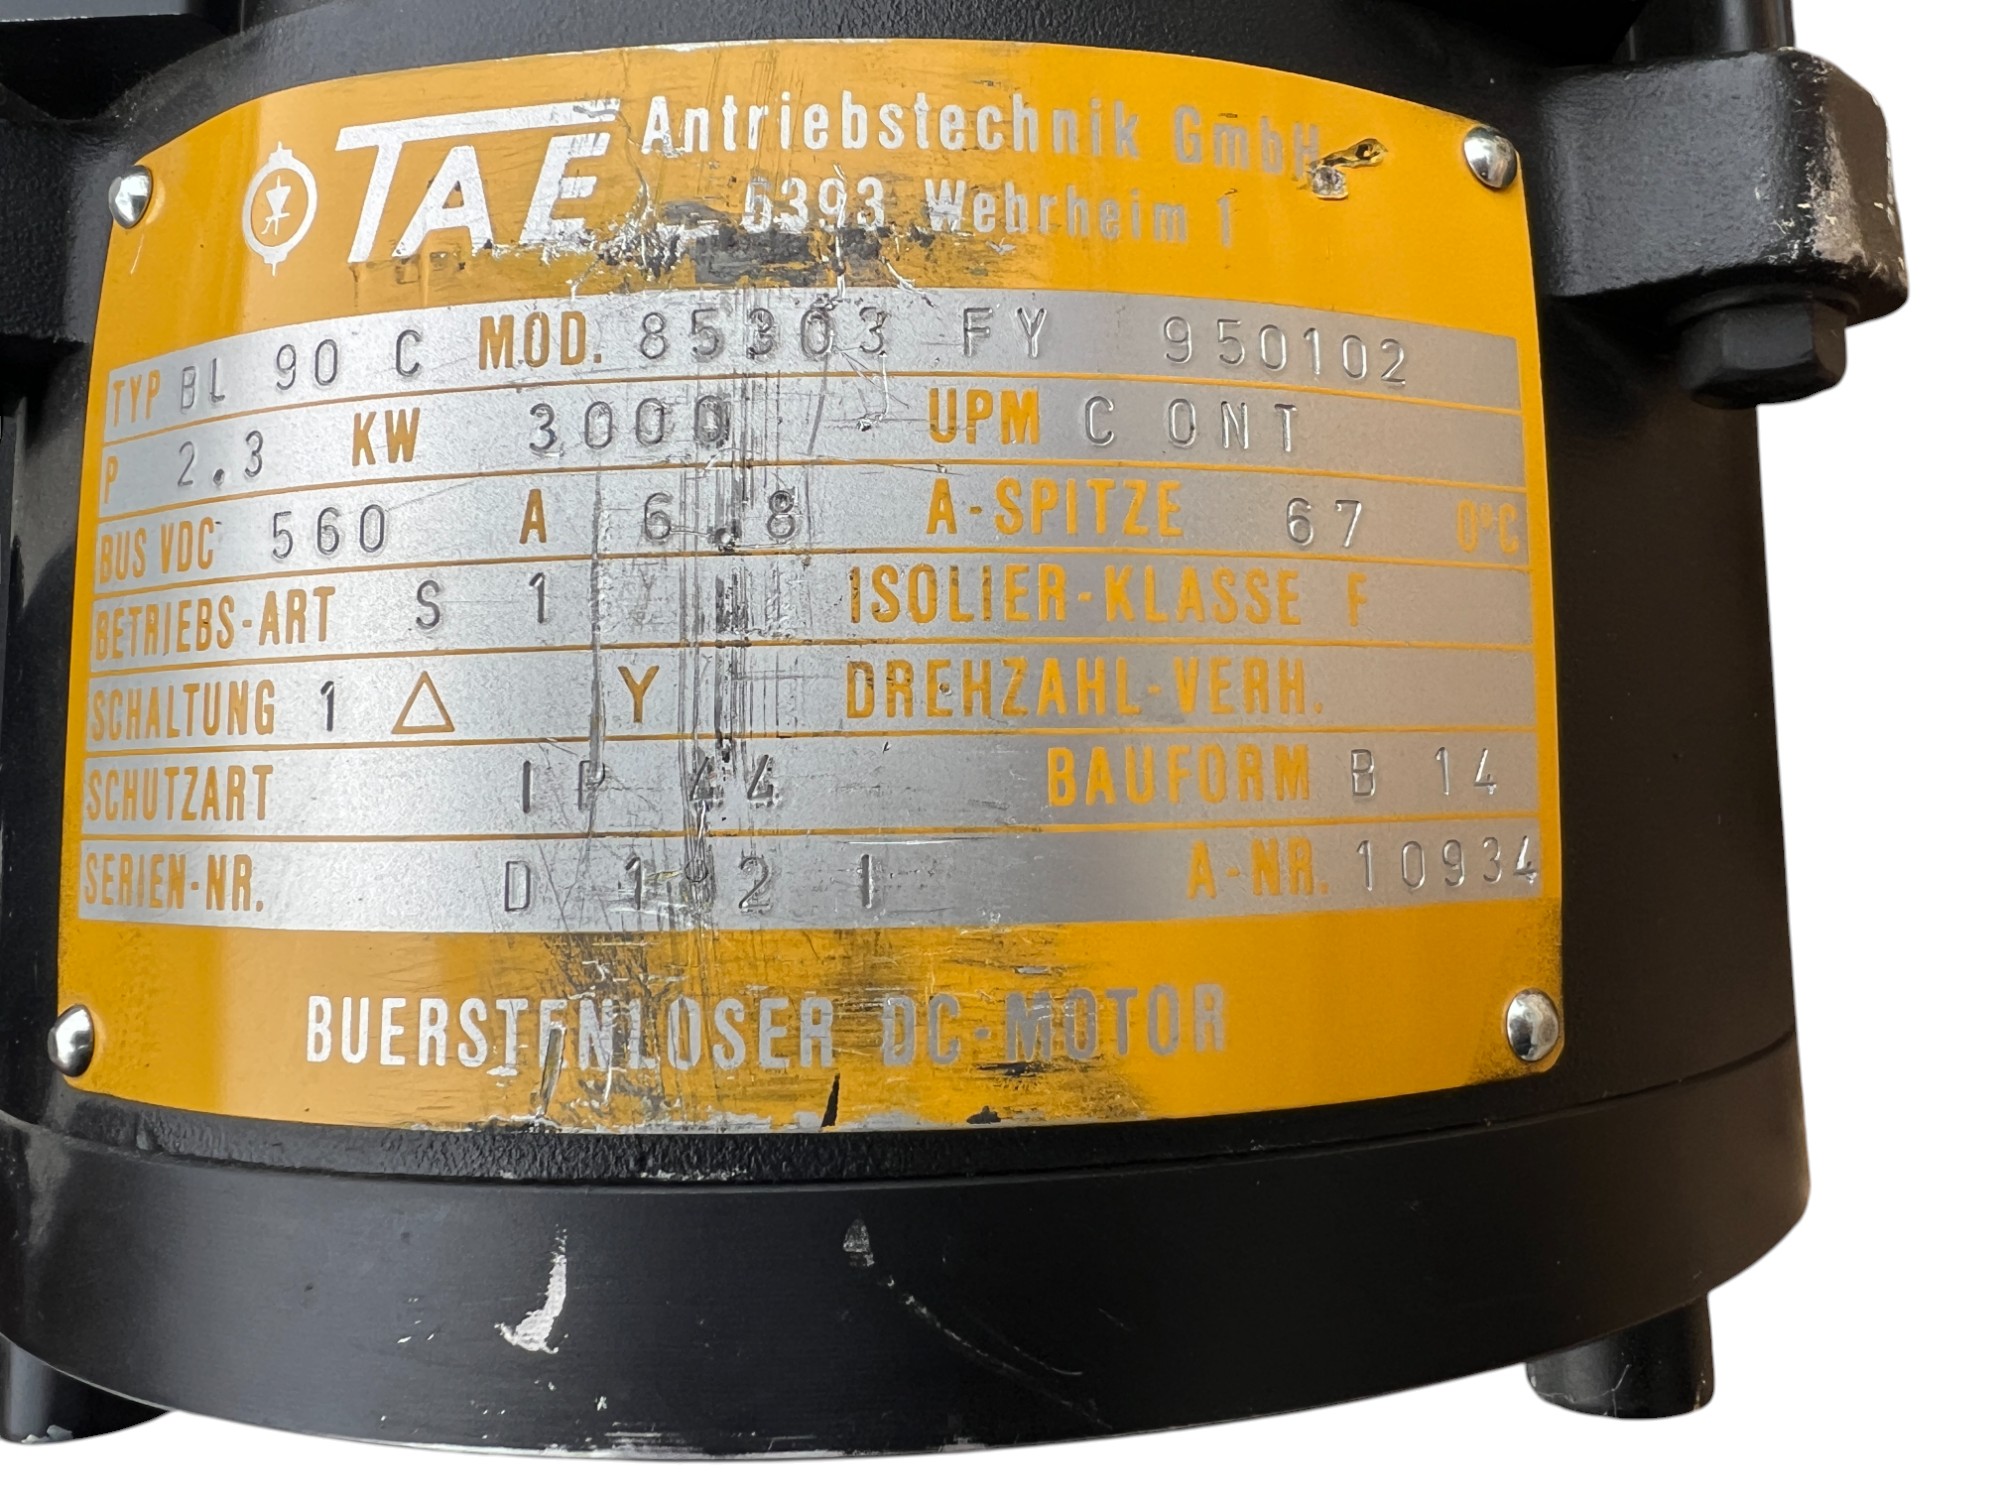 TAE Antriebstechnik GmbH
6393 Wehrheim 1
TYP BL 90 C MOD. 85303 FY 950102
P 2.3 KW 3000 UPM C ONT
BUS VDC 560 A 6.8 A-SPITZE 67 0°C
BETRIEBS-ART S 1 ISOLIER-KLASSE F
SCHALTUNG 1 △ Y DREHZAHL-VERH.
SCHUTZART IP 44 BAUFORM B 14
SERIEN-NR. A-NR. 10934
BUERSTENLOSER DC-MOTOR